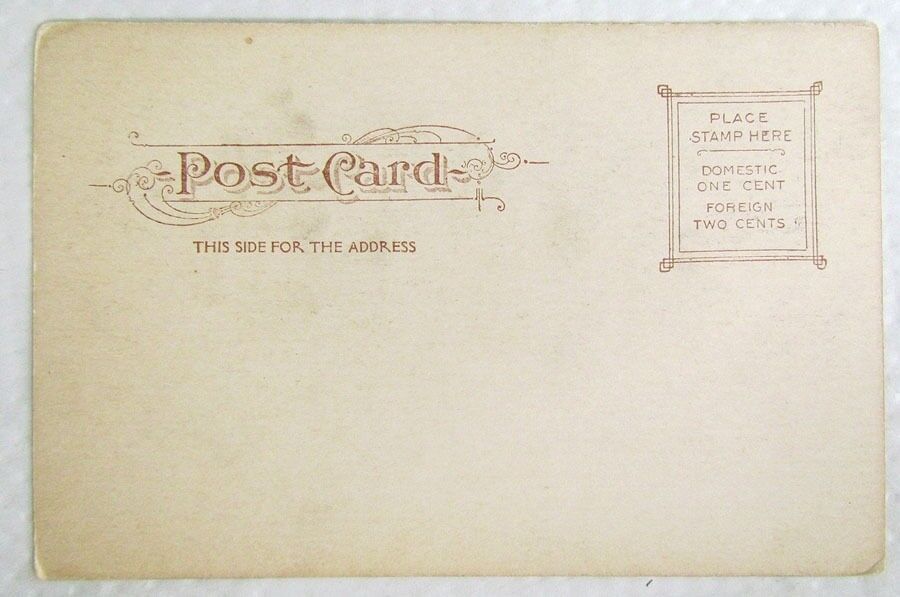 Post Card
THIS SIDE FOR THE ADDRESS
PLACE
STAMP HERE
DOMESTIC
ONE CENT
FOREIGN
TWO CENTS